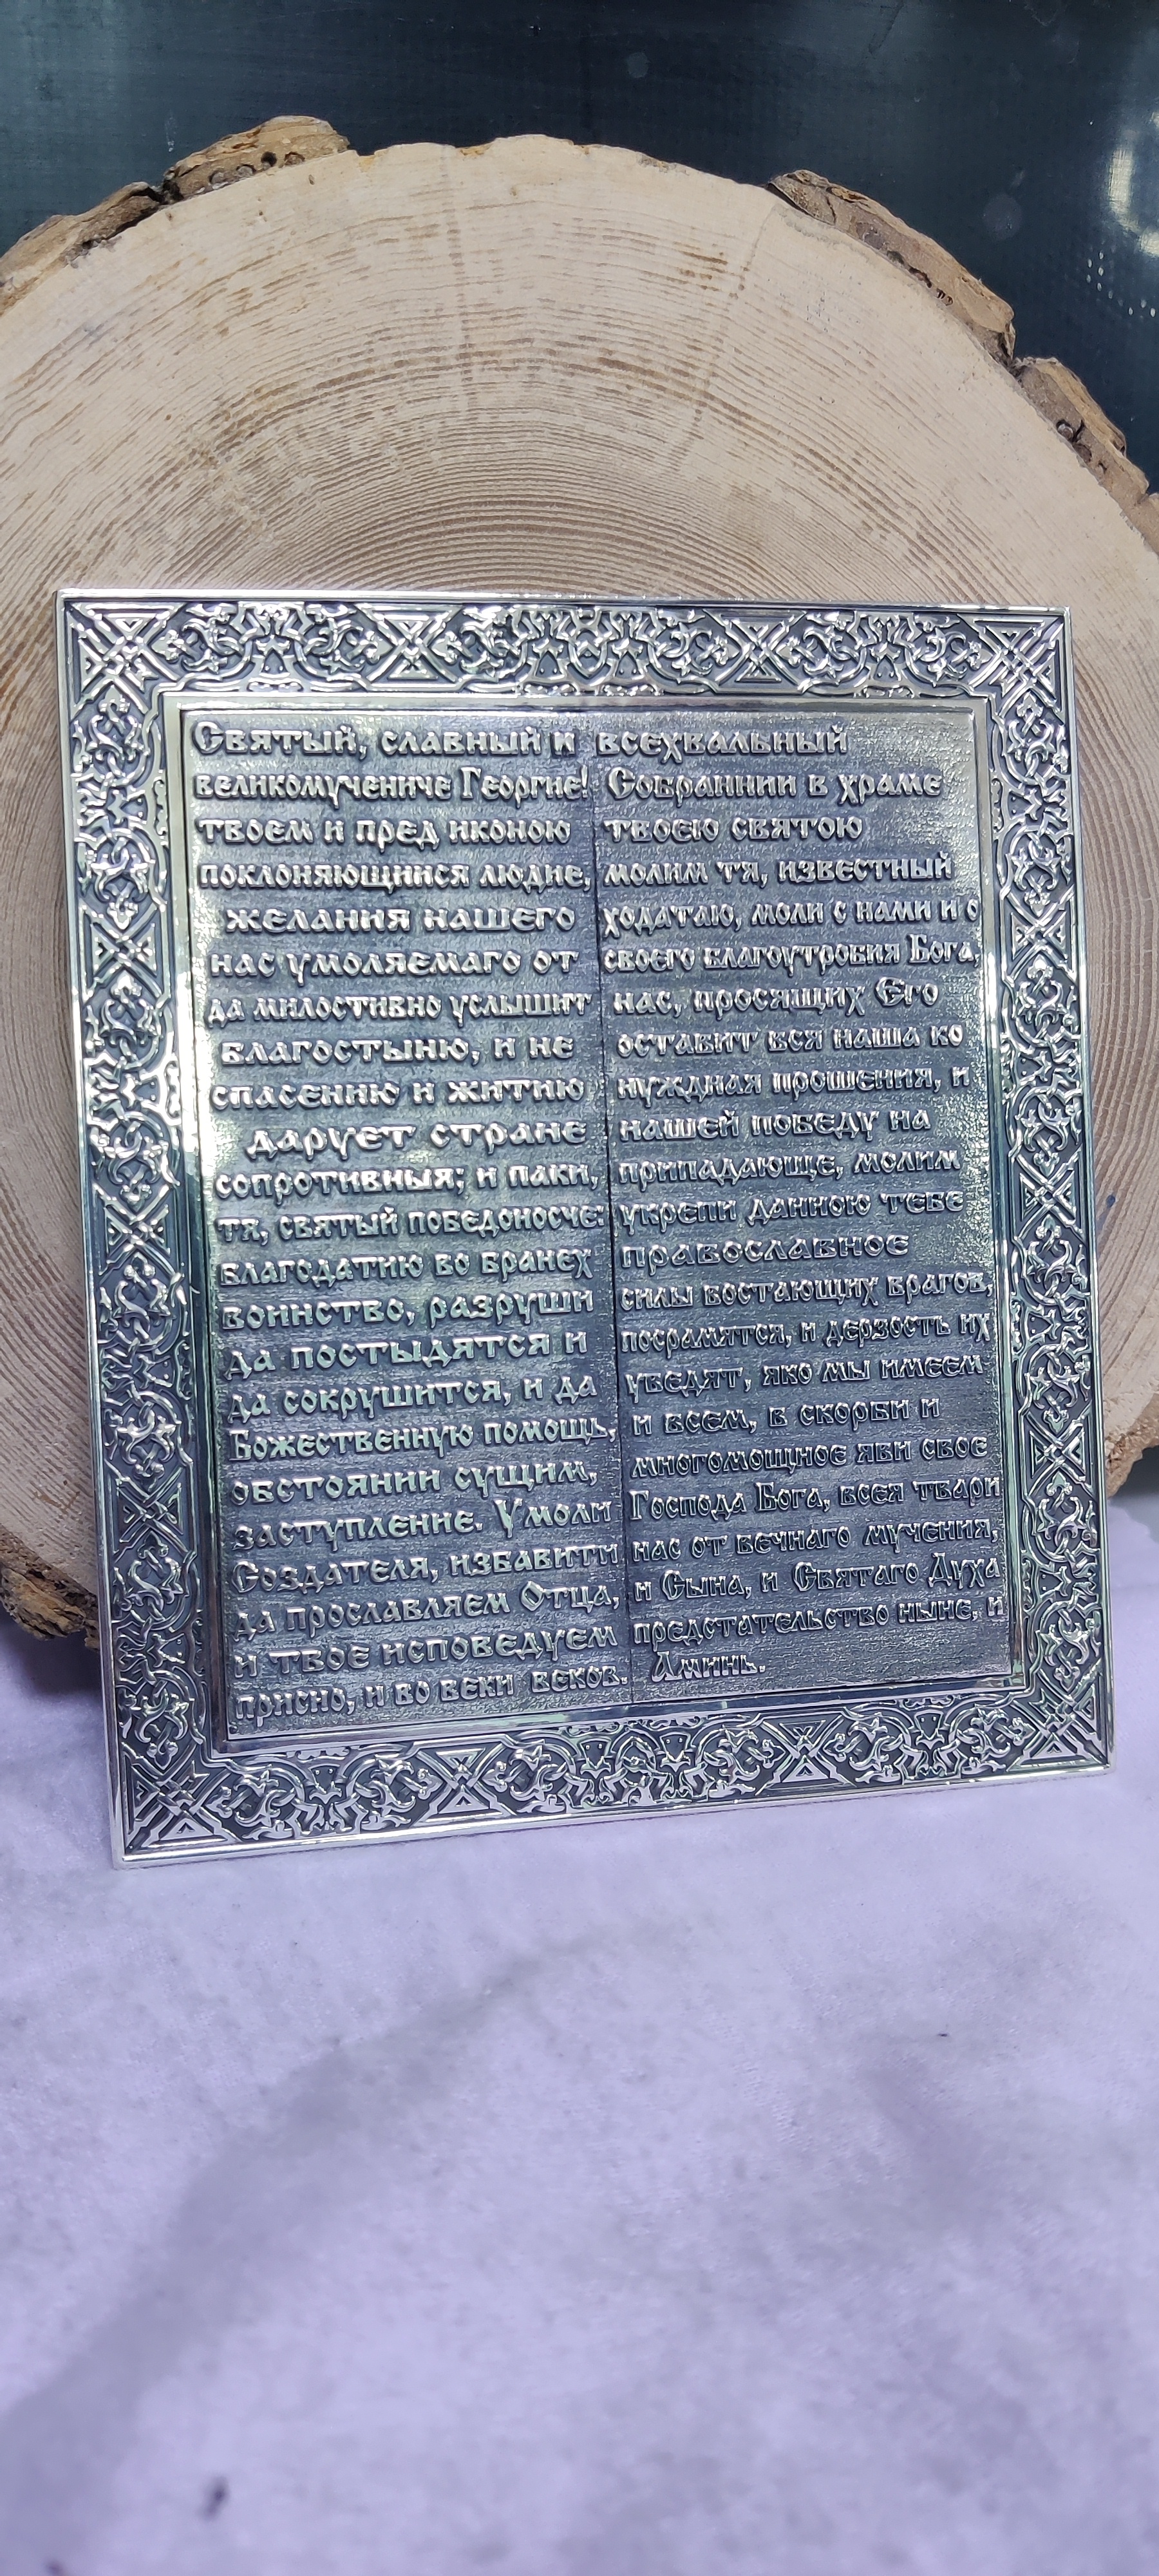 Святый, славный и всехвальный
великомучениче Георгие! Собраннии в храме
твоем и пред иконою твоею святою
поклоняющиися людие, молим тя, известный
желания нашего ходатаю, моли с нами и о
нас умоляемаго от своего благоутробия Бога,
да милостивно услышит нас, просящих Его
благостыню, и не оставит вся наша ко
спасению и житию нуждная прошения, и
дарует стране нашей победу на
сопротивныя; и паки, припадающе, молим
тя, святый победоносче: укрепи данною тебе
благодатию во бранех православное
воинство, разруши силы востающих врагов,
да постыдятся и посрамятся, и дерзость их
да сокрушится, и да уведят, яко мы имеем
Божественную помощь, и всем, в скорби и
обстоянии сущим, многомощное яви свое
заступление. Умоли Господа Бога, всея твари
Создателя, избавити нас от вечнаго мучения,
да прославляем Отца, и Сына, и Святаго Духа
и твое исповедуем предстательство ныне, и
присно, и во веки веков. Аминь.